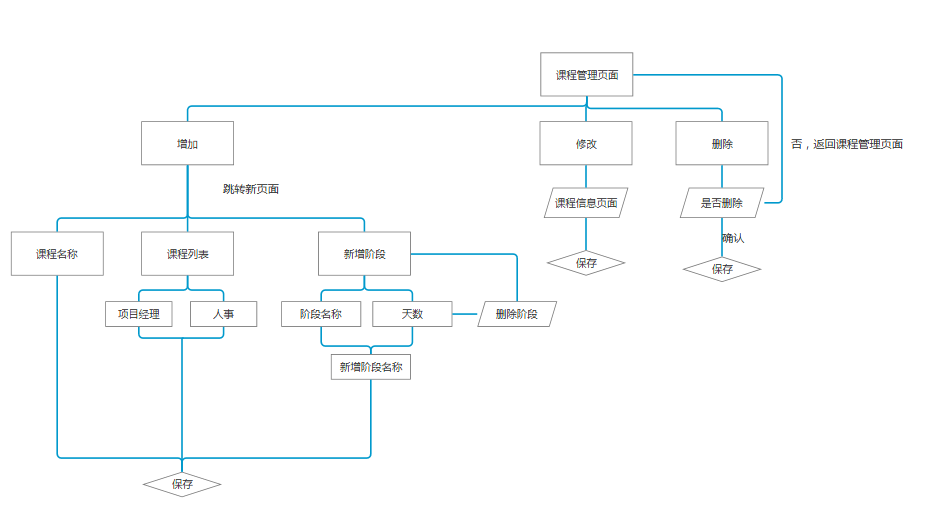 课程管理页面
增加
修改
删除
否，返回课程管理页面
跳转新页面
课程信息页面
是否删除
课程名称
课程列表
新增阶段
确认
保存
保存
项目经理
人事
阶段名称
天数
删除阶段
新增阶段名称
保存